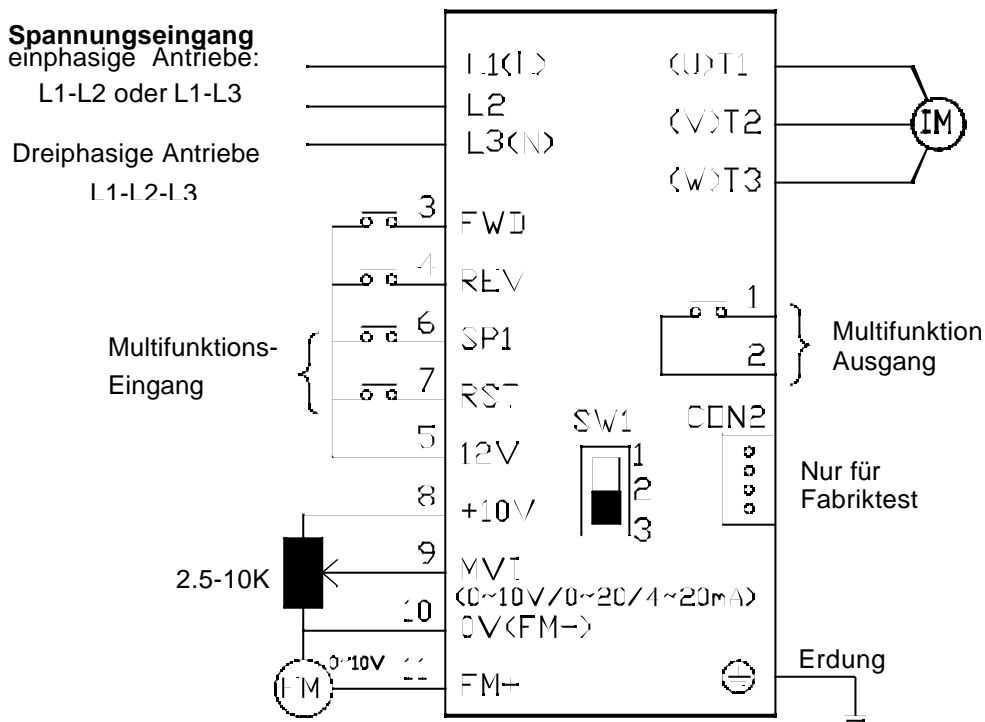 Spannungseingang
einphasige Antriebe:
L1-L2 oder L1-L3
Dreiphasige Antriebe
L1-L2-L3
L1(L)
L2
L3(N)
(U)T1
(V)T2
(W)T3
IM
3 FWD
4 REV
6 SP1
7 RST
5 12V
Multifunktions-
Eingang
8 +10V
9 MVI
(0~10V/0~20/4~20mA)
10 0V(FM-)
11 FM+
2.5-10K
0~10V
FM
1
2
Multifunktion
Ausgang
SW1
1
2
3
CON2
Nur für
Fabriktest
Erdung